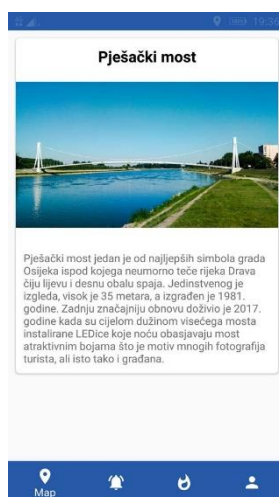 19:36
Pješački most
Pješački most jedan je od najljepših simbola grada
Osijeka ispod kojega neumorno teče rijeka Drava
čiju lijevu i desnu obalu spaja. Jedinstvenog je
izgleda, visok je 35 metara, a izgrađen je 1981.
godine. Zadnju značajniju obnovu doživio je 2017.
godine kada su cijelom dužinom visećega mosta
instalirane LEDice koje noću obasjavaju most
atraktivnim bojama što je motiv mnogih fotografija
turista, ali isto tako i građana.
Map